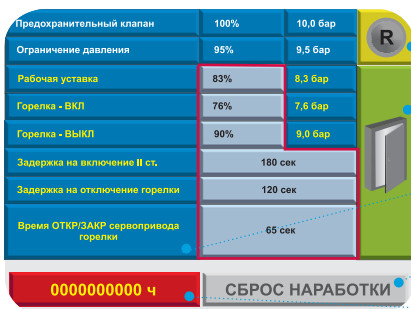 Предохранительный клапан 100% 10,0 бар
R
Ограничение давления 95% 9,5 бар
Рабочая уставка 83% 8,3 бар
Горелка - ВКЛ 76% 7,6 бар
Горелка - ВЫКЛ 90% 9,0 бар
Задержка на включение II ст. 180 сек
Задержка на отключение горелки 120 сек
Время ОТКР/ЗАКР сервопривода
горелки
65 сек
0000000000 ч
СБРОС НАРАБОТКИ